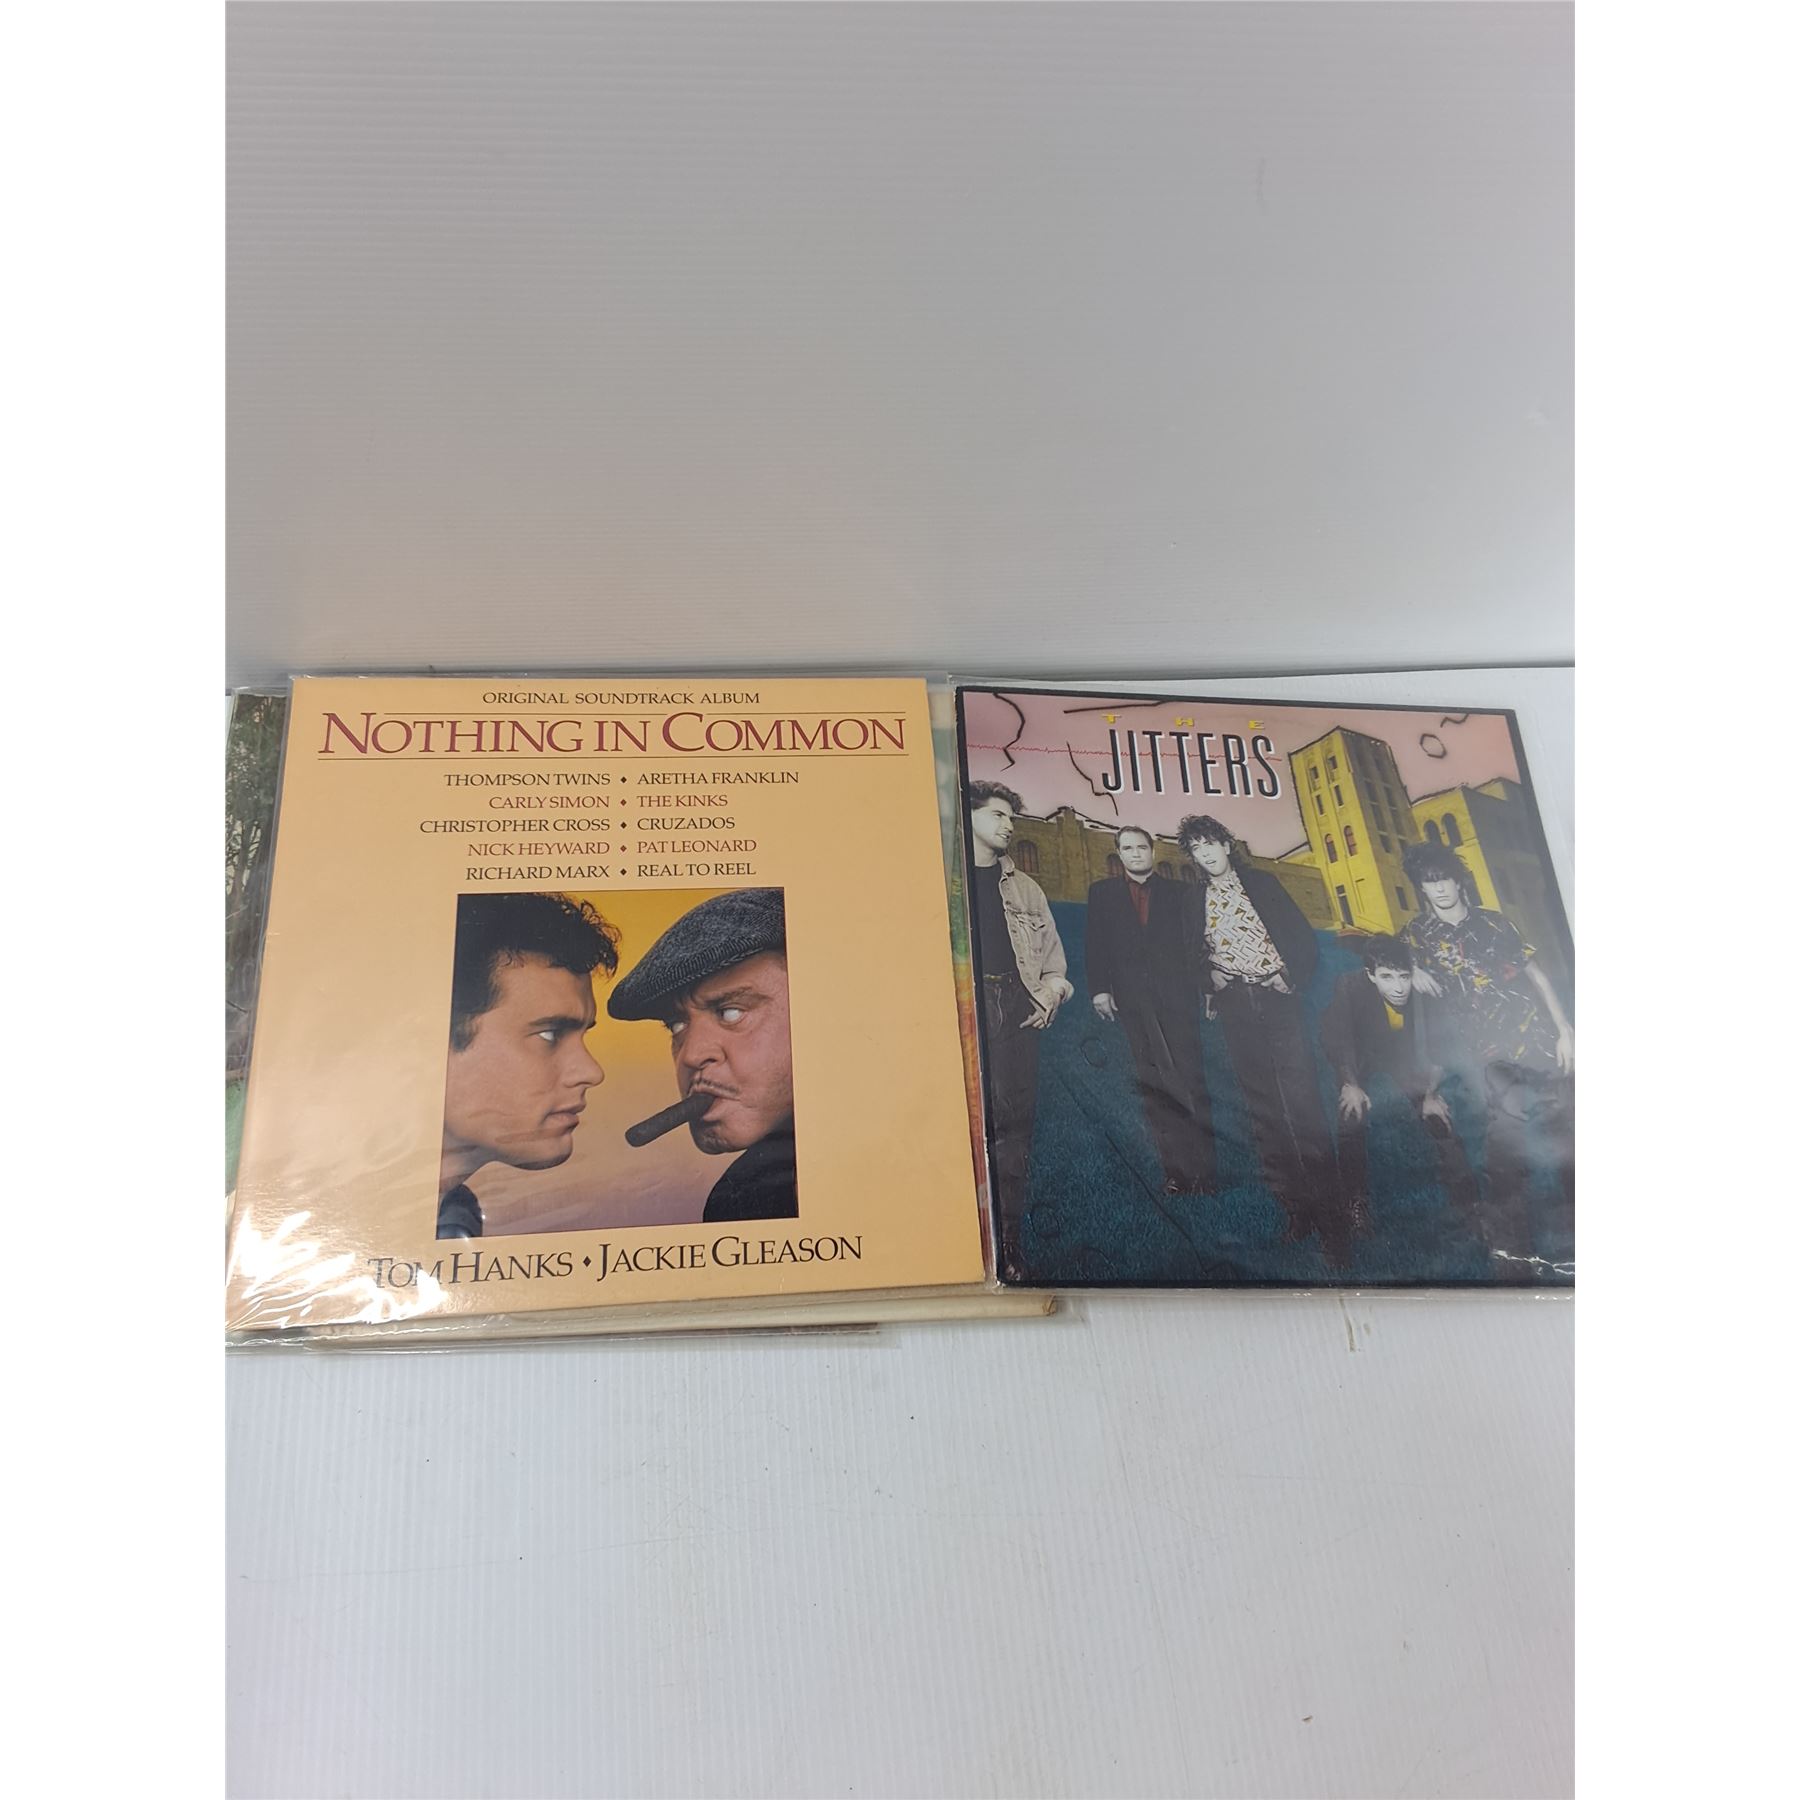 ORIGINAL SOUNDTRACK ALBUM
NOTHING IN COMMON
THOMPSON TWINS ♦ ARETHA FRANKLIN
CARLY SIMON ♦ THE KINKS
CHRISTOPHER CROSS ♦ CRUZADOS
NICK HEYWARD ♦ PAT LEONARD
RICHARD MARX ♦ REAL TO REEL
TOM HANKS ♦ JACKIE GLEASON
THE
JITTERS